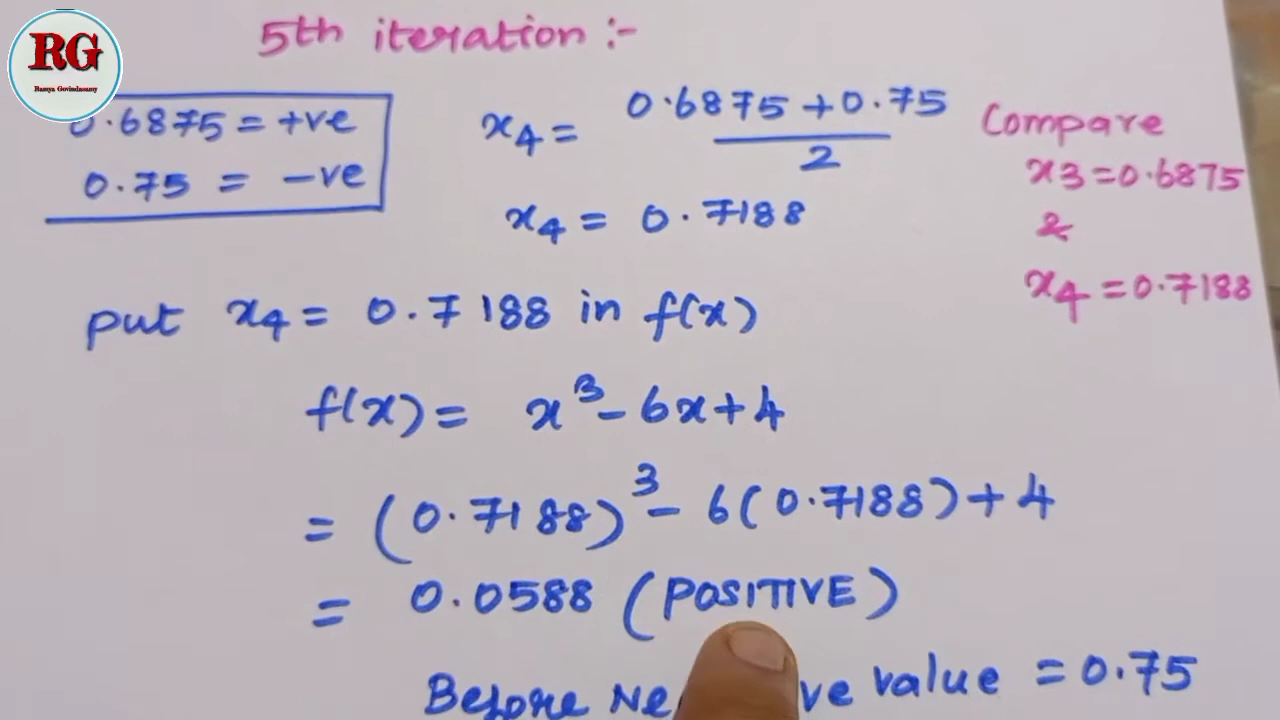 RG
Ramya Govindasamy
5th iteration :-
0.6875 = +ve
0.75 = -ve
x4 = 0.6875 + 0.75 / 2
x4 = 0.7188
Compare
x3 = 0.6875
&
x4 = 0.7188
put x4 = 0.7188 in f(x)
f(x) = x³ - 6x + 4
= (0.7188)³ - 6(0.7188) + 4
= 0.0588 (POSITIVE)
Before value = 0.75